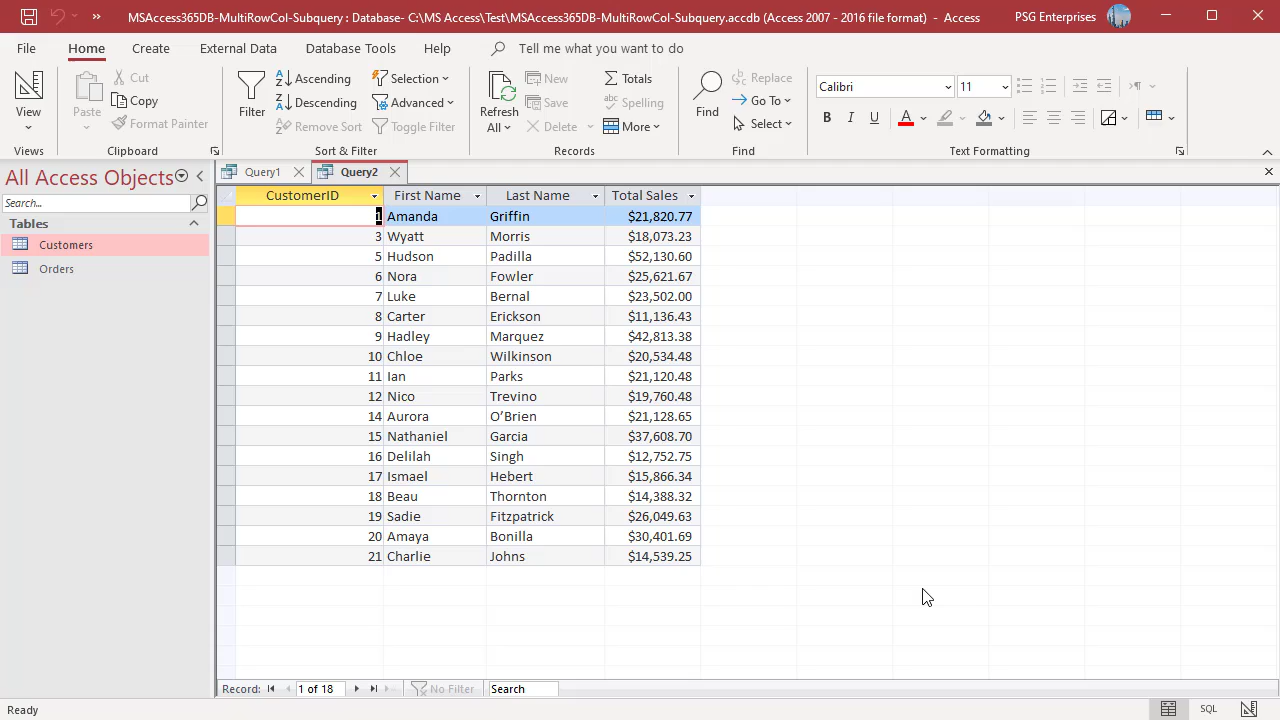 MSAccess365DB-MultiRowCol-Subquery : Database- C:\MS Access\Test\MSAccess365DB-MultiRowCol-Subquery.accdb (Access 2007 - 2016 file format) - Access PSG Enterprises
File Home Create External Data Database Tools Help Tell me what you want to do
View
Views
Paste
Cut
Copy
Format Painter
Clipboard
Filter
Ascending
Descending
Remove
Selection
Advanced
Toggle Filter
Sort & Filter
Refresh
All
New
Save
Delete
Totals
Spelling
More
Records
Find
Replace
Go To
Select
Find
Calibri 11
B I U A
Text Formatting
All Access Objects
Search...
Tables
Customers
Orders
Query1 Query2
CustomerID First Name Last Name Total Sales
1 Amanda Griffin $21,820.77
3 Wyatt Morris $18,073.23
5 Hudson Padilla $52,130.60
6 Nora Fowler $25,621.67
7 Luke Bernal $23,502.00
8 Carter Erickson $11,136.43
9 Hadley Marquez $42,813.38
10 Chloe Wilkinson $20,534.48
11 Ian Parks $21,120.48
12 Nico Trevino $19,760.48
14 Aurora O’Brien $21,128.65
15 Nathaniel Garcia $37,608.70
16 Delilah Singh $12,752.75
17 Ismael Hebert $15,866.34
18 Beau Thornton $14,388.32
19 Sadie Fitzpatrick $26,049.63
20 Amaya Bonilla $30,401.69
21 Charlie Johns $14,539.25
Record: 1 of 18 No Filter Search
Ready SQL